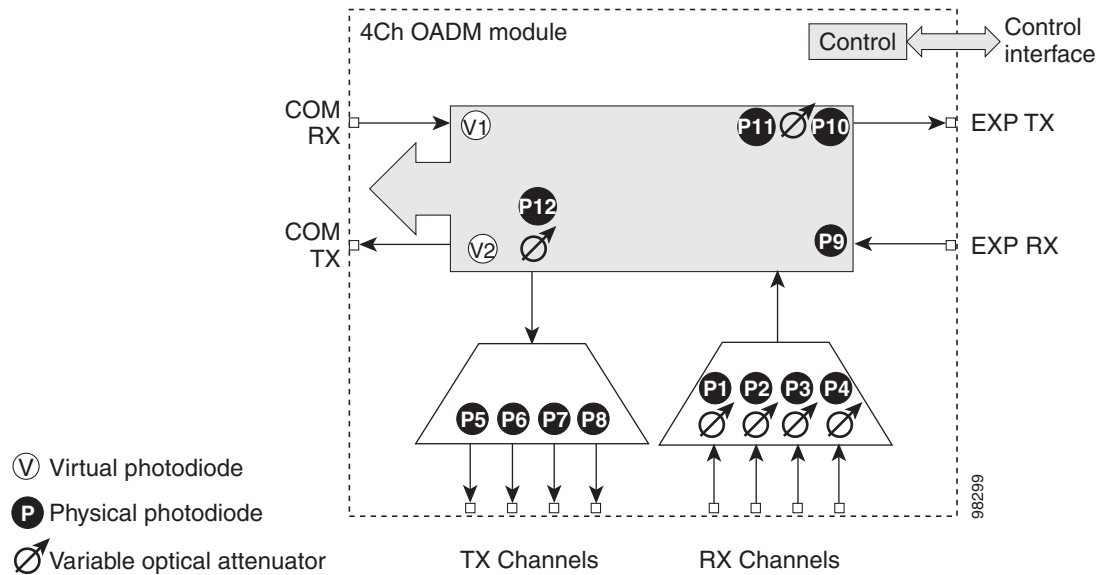 4Ch OADM module
Control
Control
interface
COM
RX
V1
P11
P10
EXP TX
P12
COM
TX
V2
P9
EXP RX
P1
P2
P3
P4
P5
P6
P7
P8
V Virtual photodiode
P Physical photodiode
Variable optical attenuator
TX Channels
RX Channels
98299